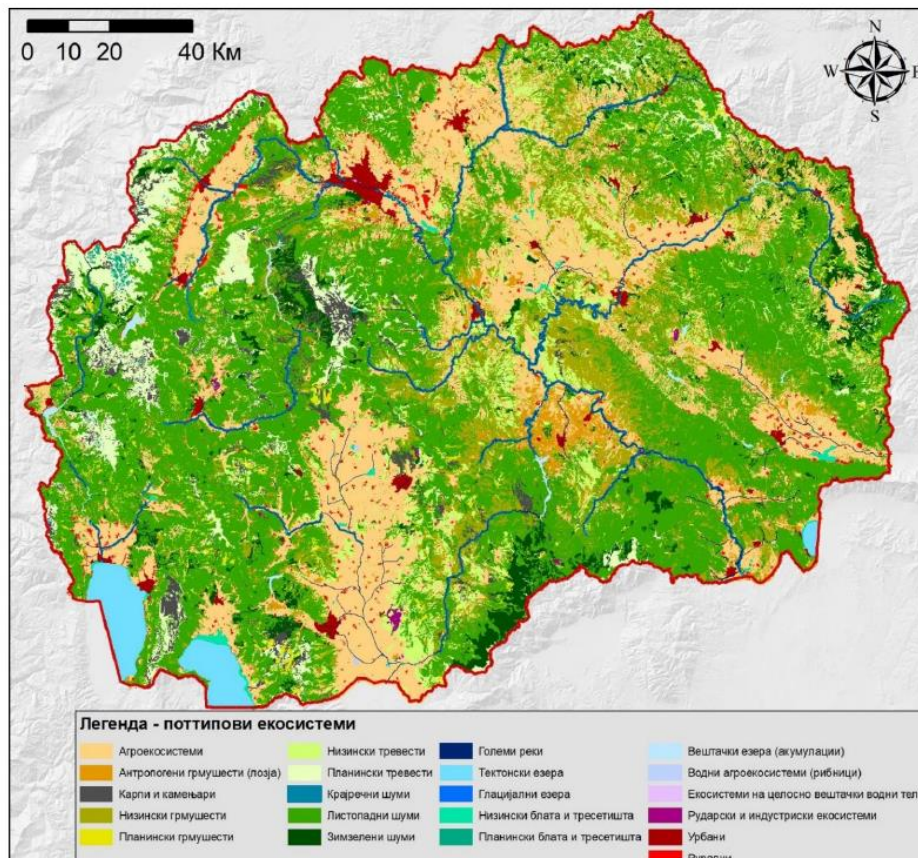 0 10 20 40 Км
N
W E
S
Легенда - поттипови екосистеми
Агроекосистеми
Антропогени грмушести (лозја)
Карпи и камењари
Низински грмушести
Планински грмушести
Низински тревести
Планински тревести
Крајречни шуми
Листопадни шуми
Зимзелени шуми
Големи реки
Тектонски езера
Глацијални езера
Низински блата и тресетишта
Планински блата и тресетишта
Вештачки езера (акумулации)
Водни агроекосистеми (рибници)
Екосистеми на целосно вештачки водни тел
Рударски и индустриски екосистеми
Урбани